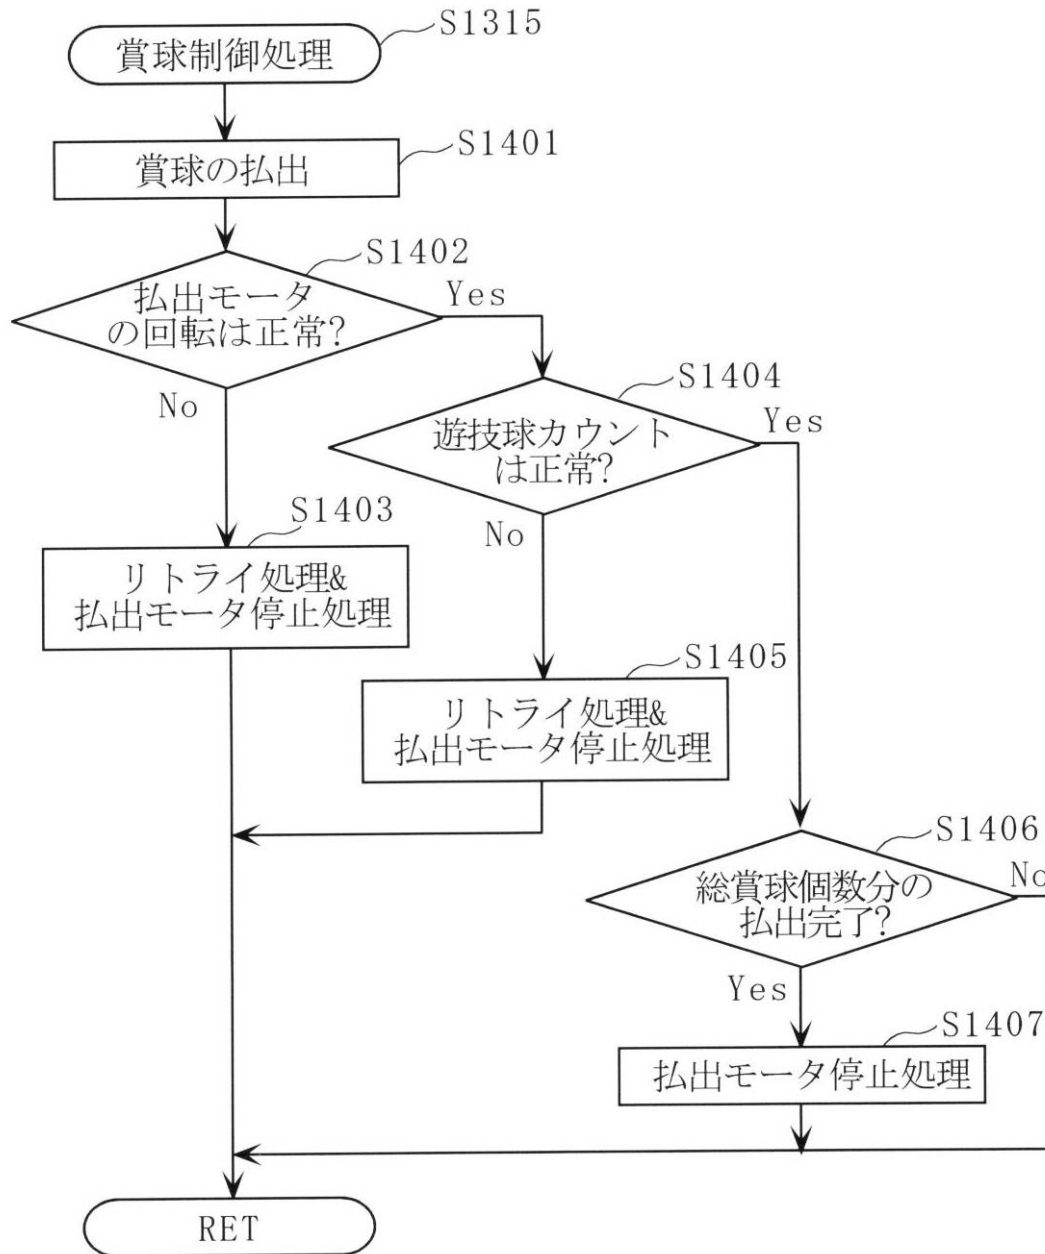 S1315
賞球制御処理
S1401
賞球の払出
S1402
払出モータ
の回転は正常?
Yes
No
S1404
遊技球カウント
は正常?
Yes
No
S1403
リトライ処理&
払出モータ停止処理
S1405
リトライ処理&
払出モータ停止処理
S1406
総賞球個数分の
払出完了?
No
Yes
S1407
払出モータ停止処理
RET